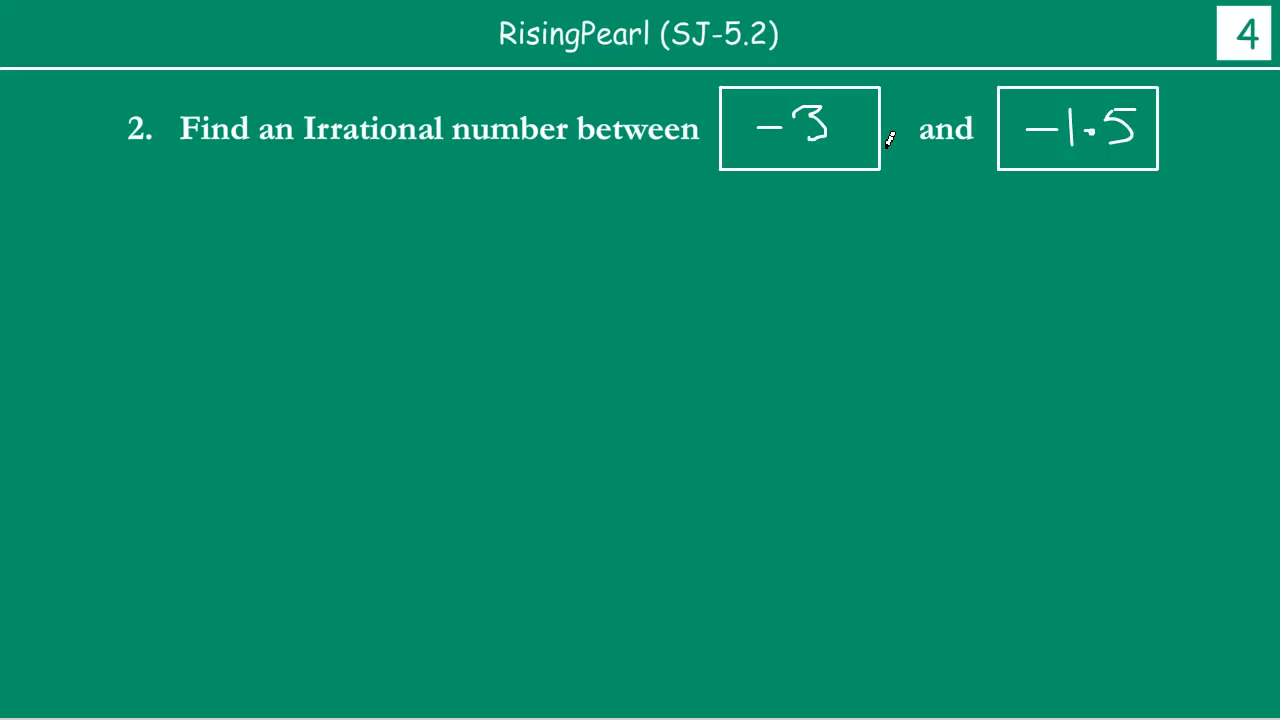 RisingPearl (SJ-5.2)
4
2. Find an Irrational number between -3 and -1.5